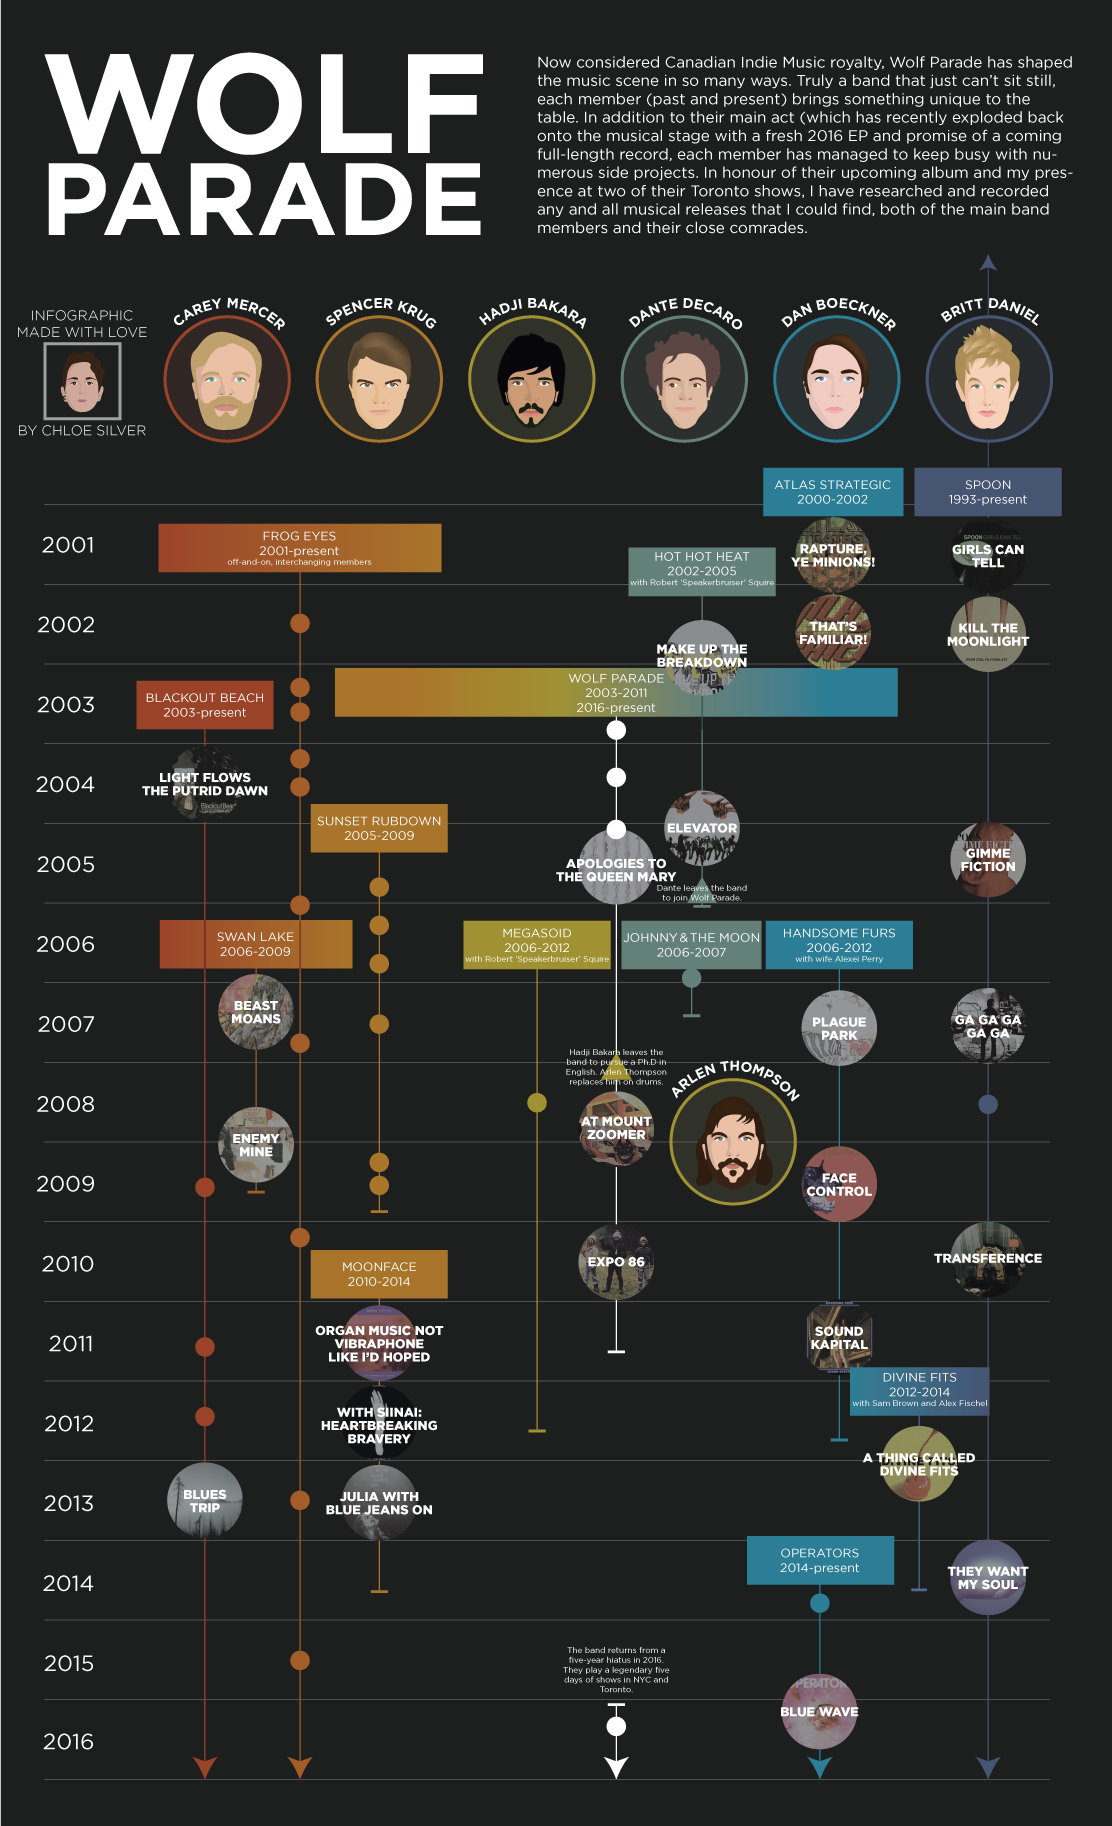 WOLF
PARADE
Now considered Canadian Indie Music royalty, Wolf Parade has shaped
the music scene in so many ways. Truly a band that just can't sit still,
each member (past and present) brings something unique to the
table. In addition to their main act (which has recently exploded back
onto the musical stage with a fresh 2016 EP and promise of a coming
full-length record, each member has managed to keep busy with nu-
merous side projects. In honour of their upcoming album and my pres-
ence at two of their Toronto shows, I have researched and recorded
any and all musical releases that I could find, both of the main band
members and their close comrades.
INFOGRAPHIC
MADE WITH LOVE
BY CHLOE SILVER
CAREY MERCER
SPENCER KRUG
HADJI BAKARA
DANTE DECARO
DAN BOECKNER
BRITT DANIEL
ATLAS STRATEGIC
2000-2002
SPOON
1993-present
2001
FROG EYES
2001-present
off-and-on, interchanging members
HOT HOT HEAT
2002-2005
with Robert 'Speakerbruiser' Squire
RAPTURE,
YE MINIONS!
GIRLS CAN
TELL
2002
MAKE UP THE
BREAKDOWN
THAT'S
FAMILIAR!
KILL THE
MOONLIGHT
2003
BLACKOUT BEACH
2003-present
WOLF PARADE
2003-2011
2016-present
2004
LIGHT FLOWS
THE PUTRID DAWN
SUNSET RUBDOWN
2005-2009
ELEVATOR
2005
APOLOGIES TO
THE QUEEN MARY
Dante leaves the band
to join Wolf Parade.
GIMME
FICTION
2006
SWAN LAKE
2006-2009
MEGASOID
2006-2012
with Robert 'Speakerbruiser' Squire
JOHNNY & THE MOON
2006-2007
HANDSOME FURS
2006-2012
with wife Alexei Perry
2007
BEAST
MOANS
PLAGUE
PARK
GA GA GA
GA GA
Hadji Bakara leaves the
band to pursue a Ph.D in
English. Arlen Thompson
replaces him on drums.
ARLEN THOMPSON
2008
AT MOUNT
ZOOMER
ENEMY
MINE
2009
FACE
CONTROL
2010
MOONFACE
2010-2014
EXPO 86
TRANSFERENCE
2011
ORGAN MUSIC NOT
VIBRAPHONE
LIKE I'D HOPED
SOUND
KAPITAL
DIVINE FITS
2012-2014
with Sam Brown and Alex Fischel
2012
WITH SIINAI:
HEARTBREAKING
BRAVERY
A THING CALLED
DIVINE FITS
2013
BLUES
TRIP
JULIA WITH
BLUE JEANS ON
2014
OPERATORS
2014-present
THEY WANT
MY SOUL
2015
The band returns from a
five-year hiatus in 2016.
They play a legendary five
days of shows in NYC and
Toronto.
2016
BLUE WAVE